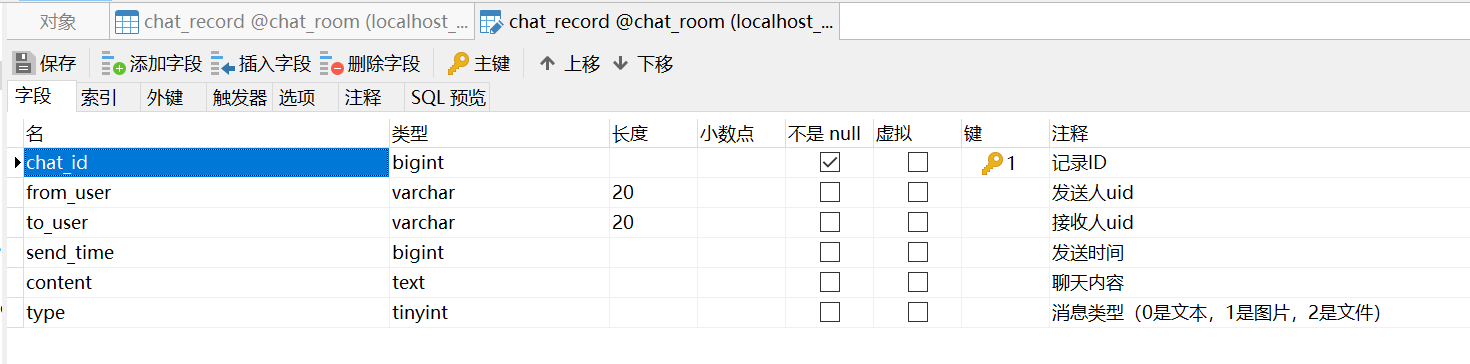 对象 chat_record @chat_room (localhost_... chat_record @chat_room (localhost_...
保存 添加字段 插入字段 删除字段 主键 上移 下移
字段 索引 外键 触发器 选项 注释 SQL 预览
名 类型 长度 小数点 不是 null 虚拟 键 注释
chat_id bigint 1 记录ID
from_user varchar 20 发送人uid
to_user varchar 20 接收人uid
send_time bigint 发送时间
content text 聊天内容
type tinyint 消息类型（0是文本，1是图片，2是文件）